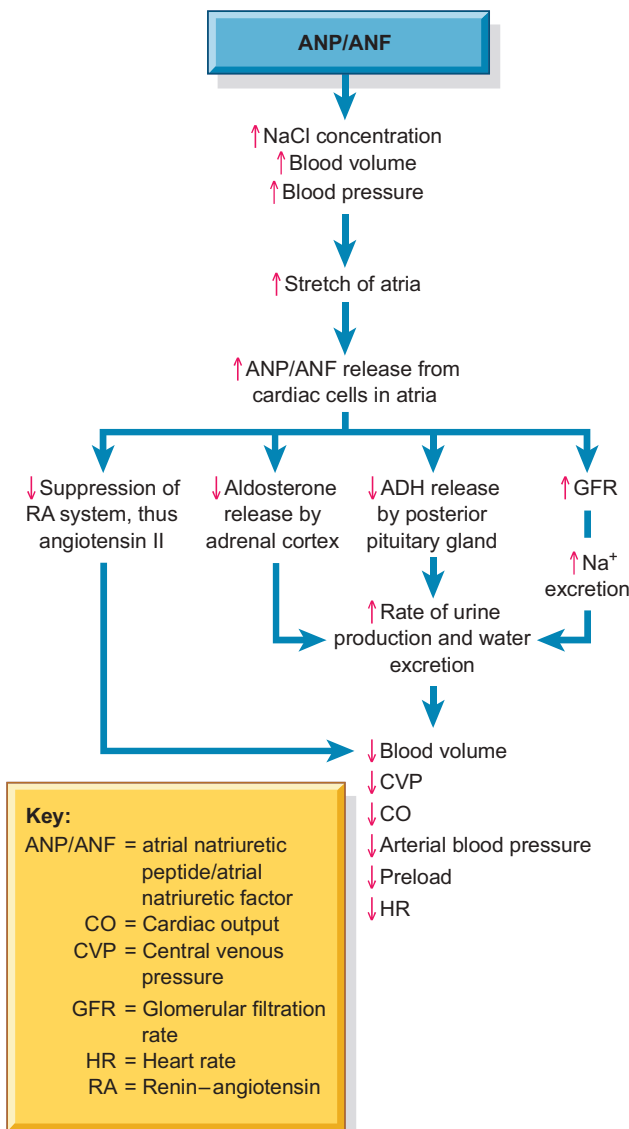 ANP/ANF
↑NaCl concentration
↑Blood volume
↑Blood pressure
↑Stretch of atria
↑ANP/ANF release from
cardiac cells in atria
↓Suppression of
RA system, thus
angiotensin II
↓Aldosterone
release by
adrenal cortex
↓ADH release
by posterior
pituitary gland
↑GFR
↑Na⁺
excretion
↑Rate of urine
production and water
excretion
↓Blood volume
↓CVP
↓CO
↓Arterial blood pressure
↓Preload
↓HR
Key:
ANP/ANF = atrial natriuretic
peptide/atrial
natriuretic factor
CO = Cardiac output
CVP = Central venous
pressure
GFR = Glomerular filtration
rate
HR = Heart rate
RA = Renin–angiotensin